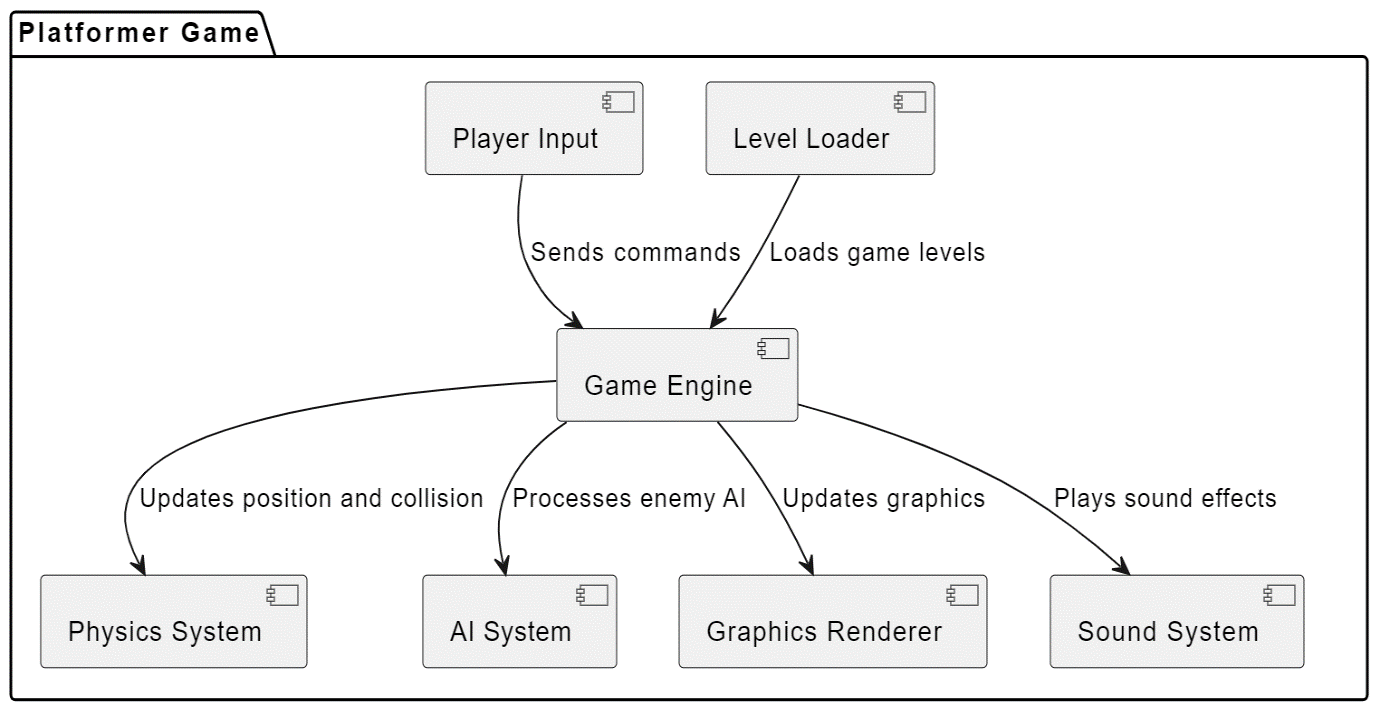 Platformer Game
Player Input
Level Loader
Sends commands
Loads game levels
Game Engine
Updates position and collision
Processes enemy AI
Updates graphics
Plays sound effects
Physics System
AI System
Graphics Renderer
Sound System